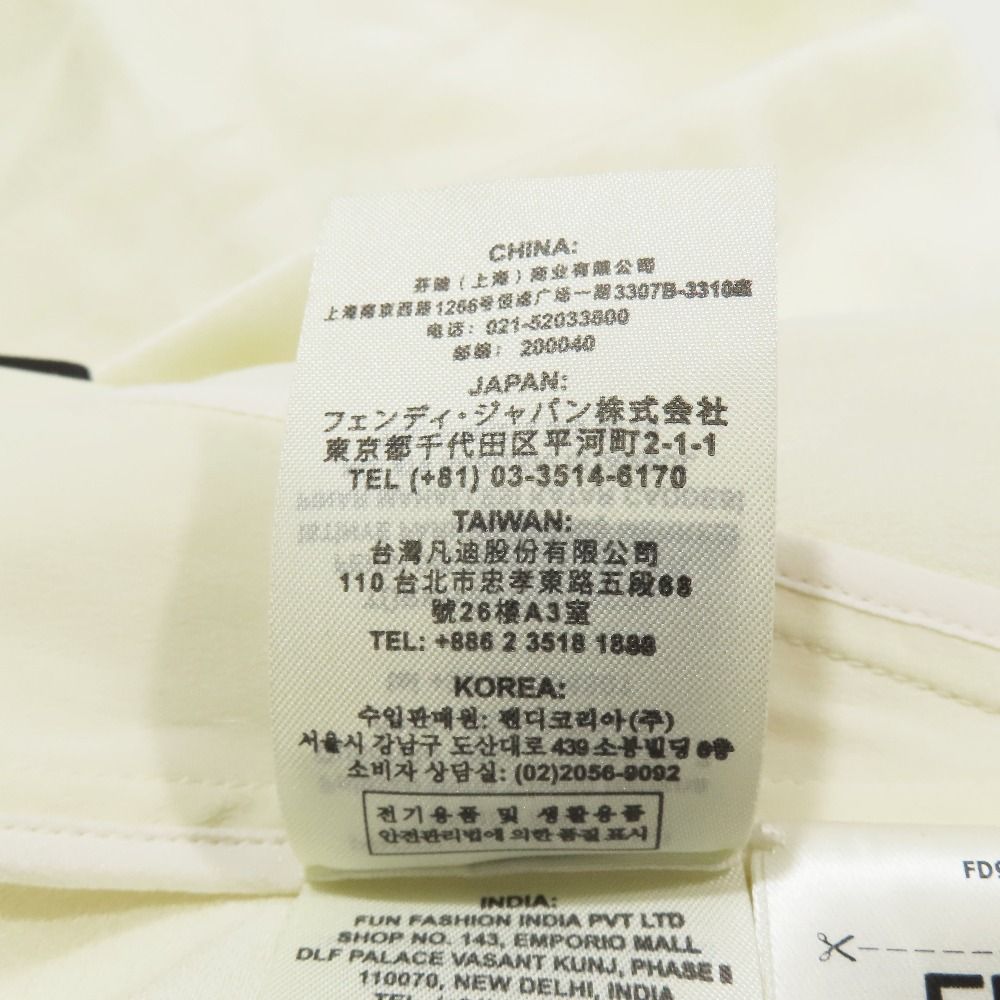 CHINA:
芬迪（上海）商业有限公司
上海南京西路1266号恒隆广场一期3307B-3310室
电话: 021-52033800
邮编: 200040
JAPAN:
フェンディ・ジャパン株式会社
東京都千代田区平河町2-1-1
TEL (+81) 03-3514-6170
TAIWAN:
台灣凡迪股份有限公司
110 台北市忠孝東路五段68
號26樓A3室
TEL: +886 2 3518 1888
KOREA:
수입판매원: 펜디코리아(주)
서울시 강남구 도산대로 439 소봉빌딩
소비자 상담실: (02)2056-9092
전기용품 및 생활용품
안전관리법에 의한 품질 표시
INDIA:
FUN FASHION INDIA PVT LTD
SHOP NO. 143, EMPORIO MALL
DLF PALACE VASANT KUNJ, PHASE
110070, NEW DELHI, INDIA
FD9